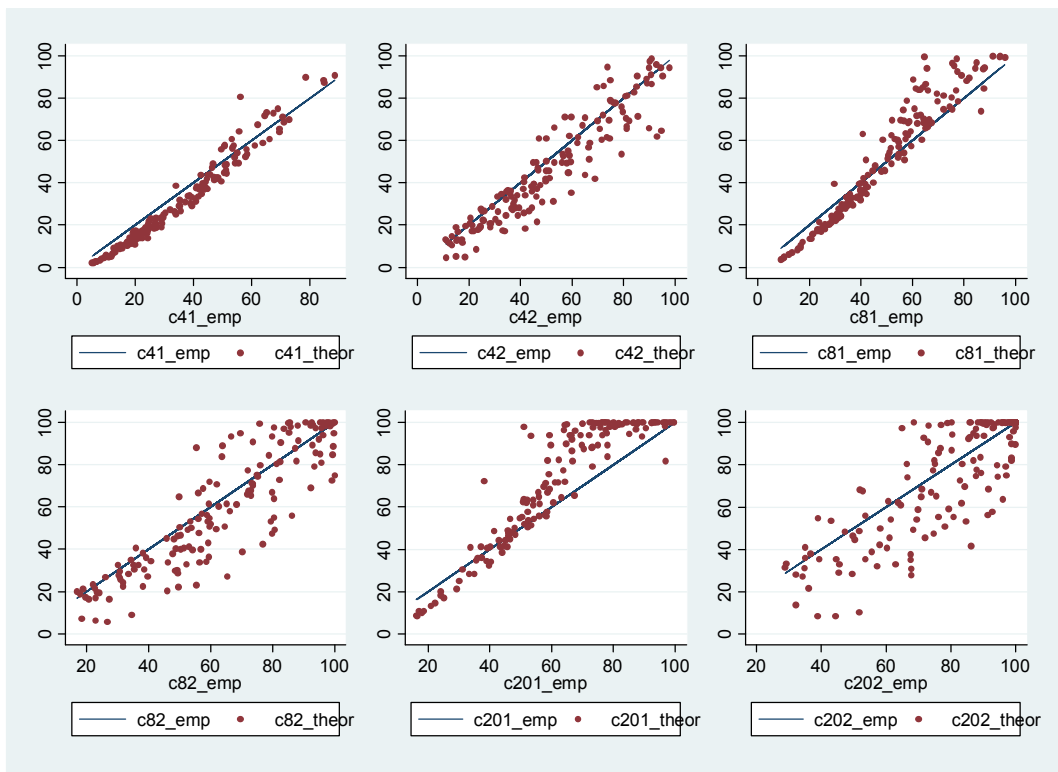 100
80
60
40
20
0
0 20 40 60 80
c41_emp
c41_emp c41_theor
100
80
60
40
20
0
0 20 40 60 80 100
c42_emp
c42_emp c42_theor
100
80
60
40
20
0
0 20 40 60 80 100
c81_emp
c81_emp c81_theor
100
80
60
40
20
0
20 40 60 80 100
c82_emp
c82_emp c82_theor
100
80
60
40
20
0
20 40 60 80 100
c201_emp
c201_emp c201_theor
100
80
60
40
20
0
20 40 60 80 100
c202_emp
c202_emp c202_theor